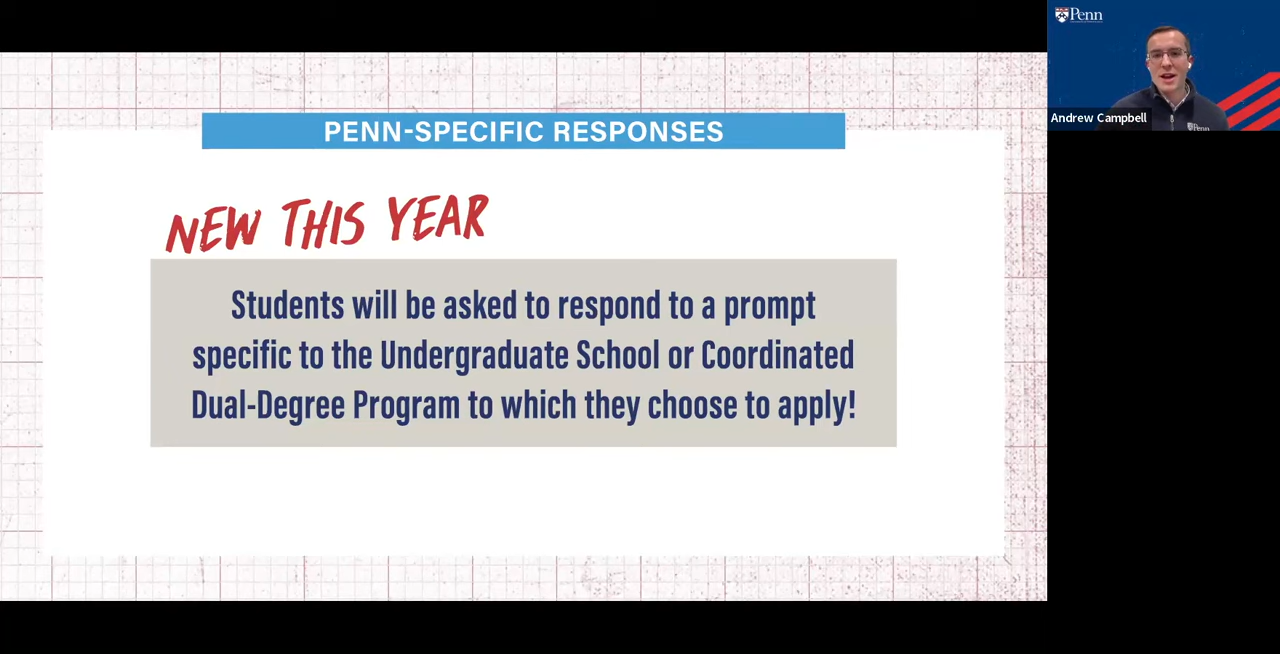 PENN-SPECIFIC RESPONSES
NEW THIS YEAR
Students will be asked to respond to a prompt
specific to the Undergraduate School or Coordinated
Dual-Degree Program to which they choose to apply!
Penn
Penn
Andrew Campbell